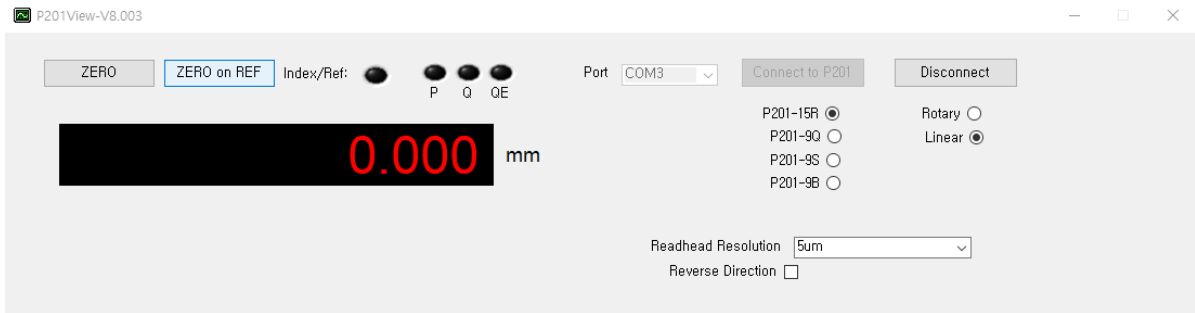 P201View-V8.003
ZERO ZERO on REF Index/Ref: P Q QE Port COM3 Connect to P201 Disconnect
P201-15R Rotary
P201-9Q Linear
P201-9S
P201-9B
0.000 mm
Readhead Resolution 5um
Reverse Direction